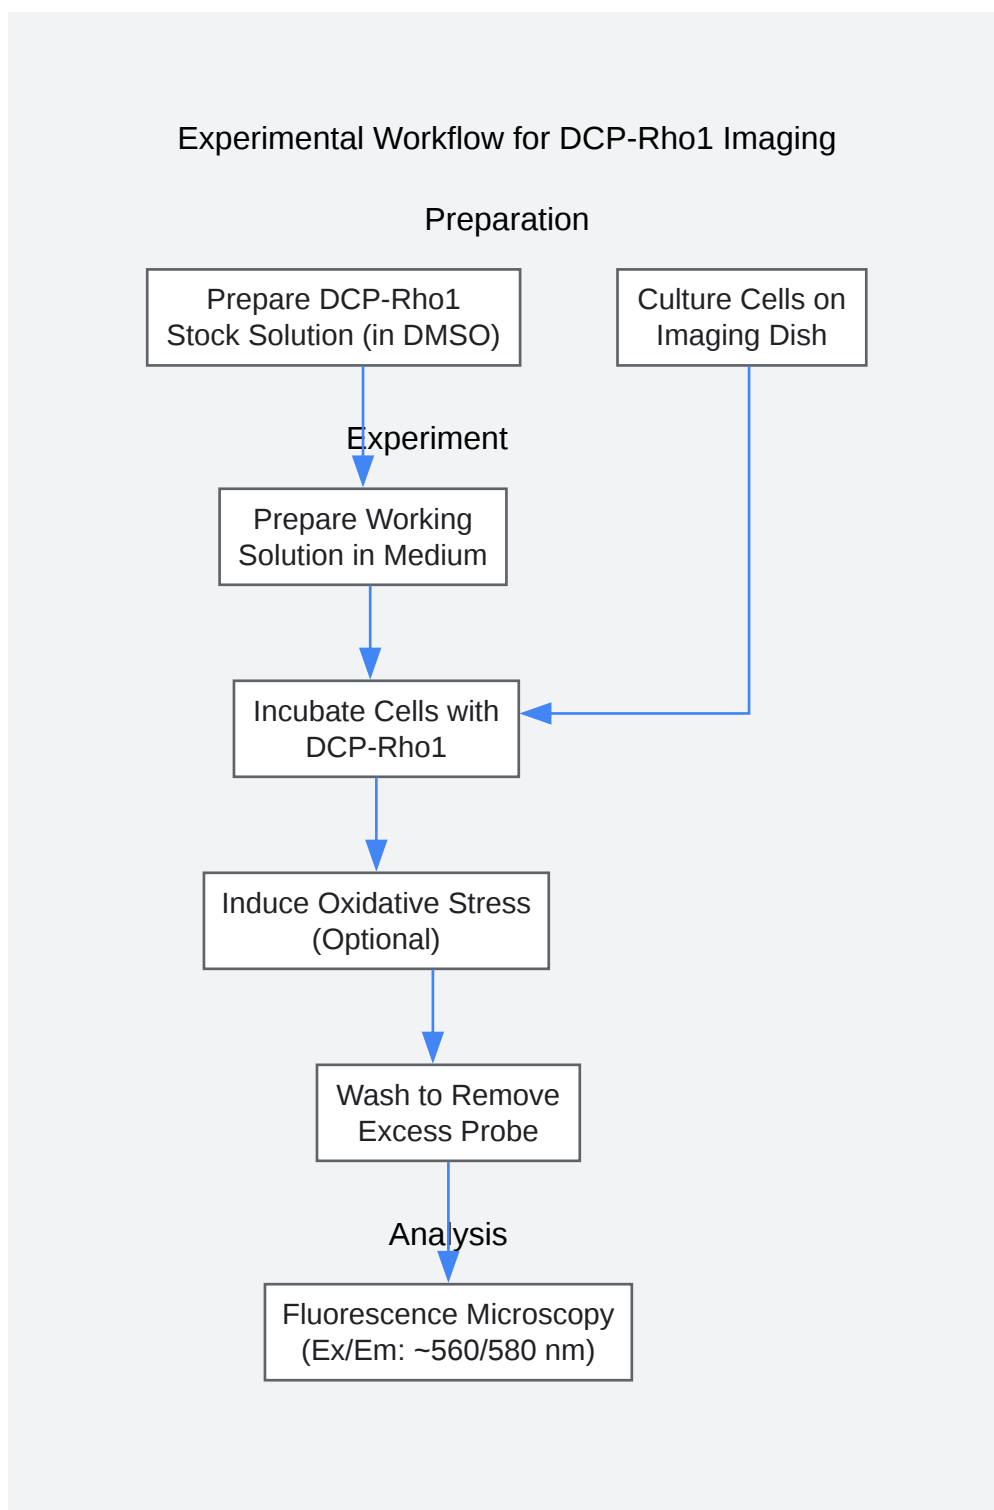 Experimental Workflow for DCP-Rho1 Imaging
Preparation
Prepare DCP-Rho1
Stock Solution (in DMSO)
Culture Cells on
Imaging Dish
Experiment
Prepare Working
Solution in Medium
Incubate Cells with
DCP-Rho1
Induce Oxidative Stress
(Optional)
Wash to Remove
Excess Probe
Analysis
Fluorescence Microscopy
(Ex/Em: ~560/580 nm)